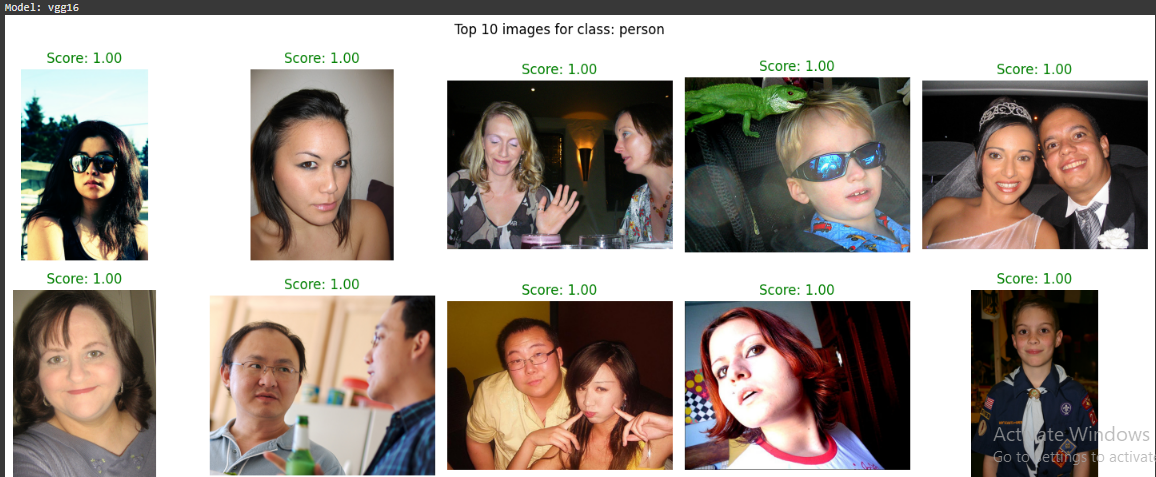 Model: vgg16
Top 10 images for class: person
Score: 1.00
Score: 1.00
Score: 1.00
Score: 1.00
Score: 1.00
Score: 1.00
Score: 1.00
Score: 1.00
Score: 1.00
Score: 1.00
Activate Windows
Go to Settings to activate